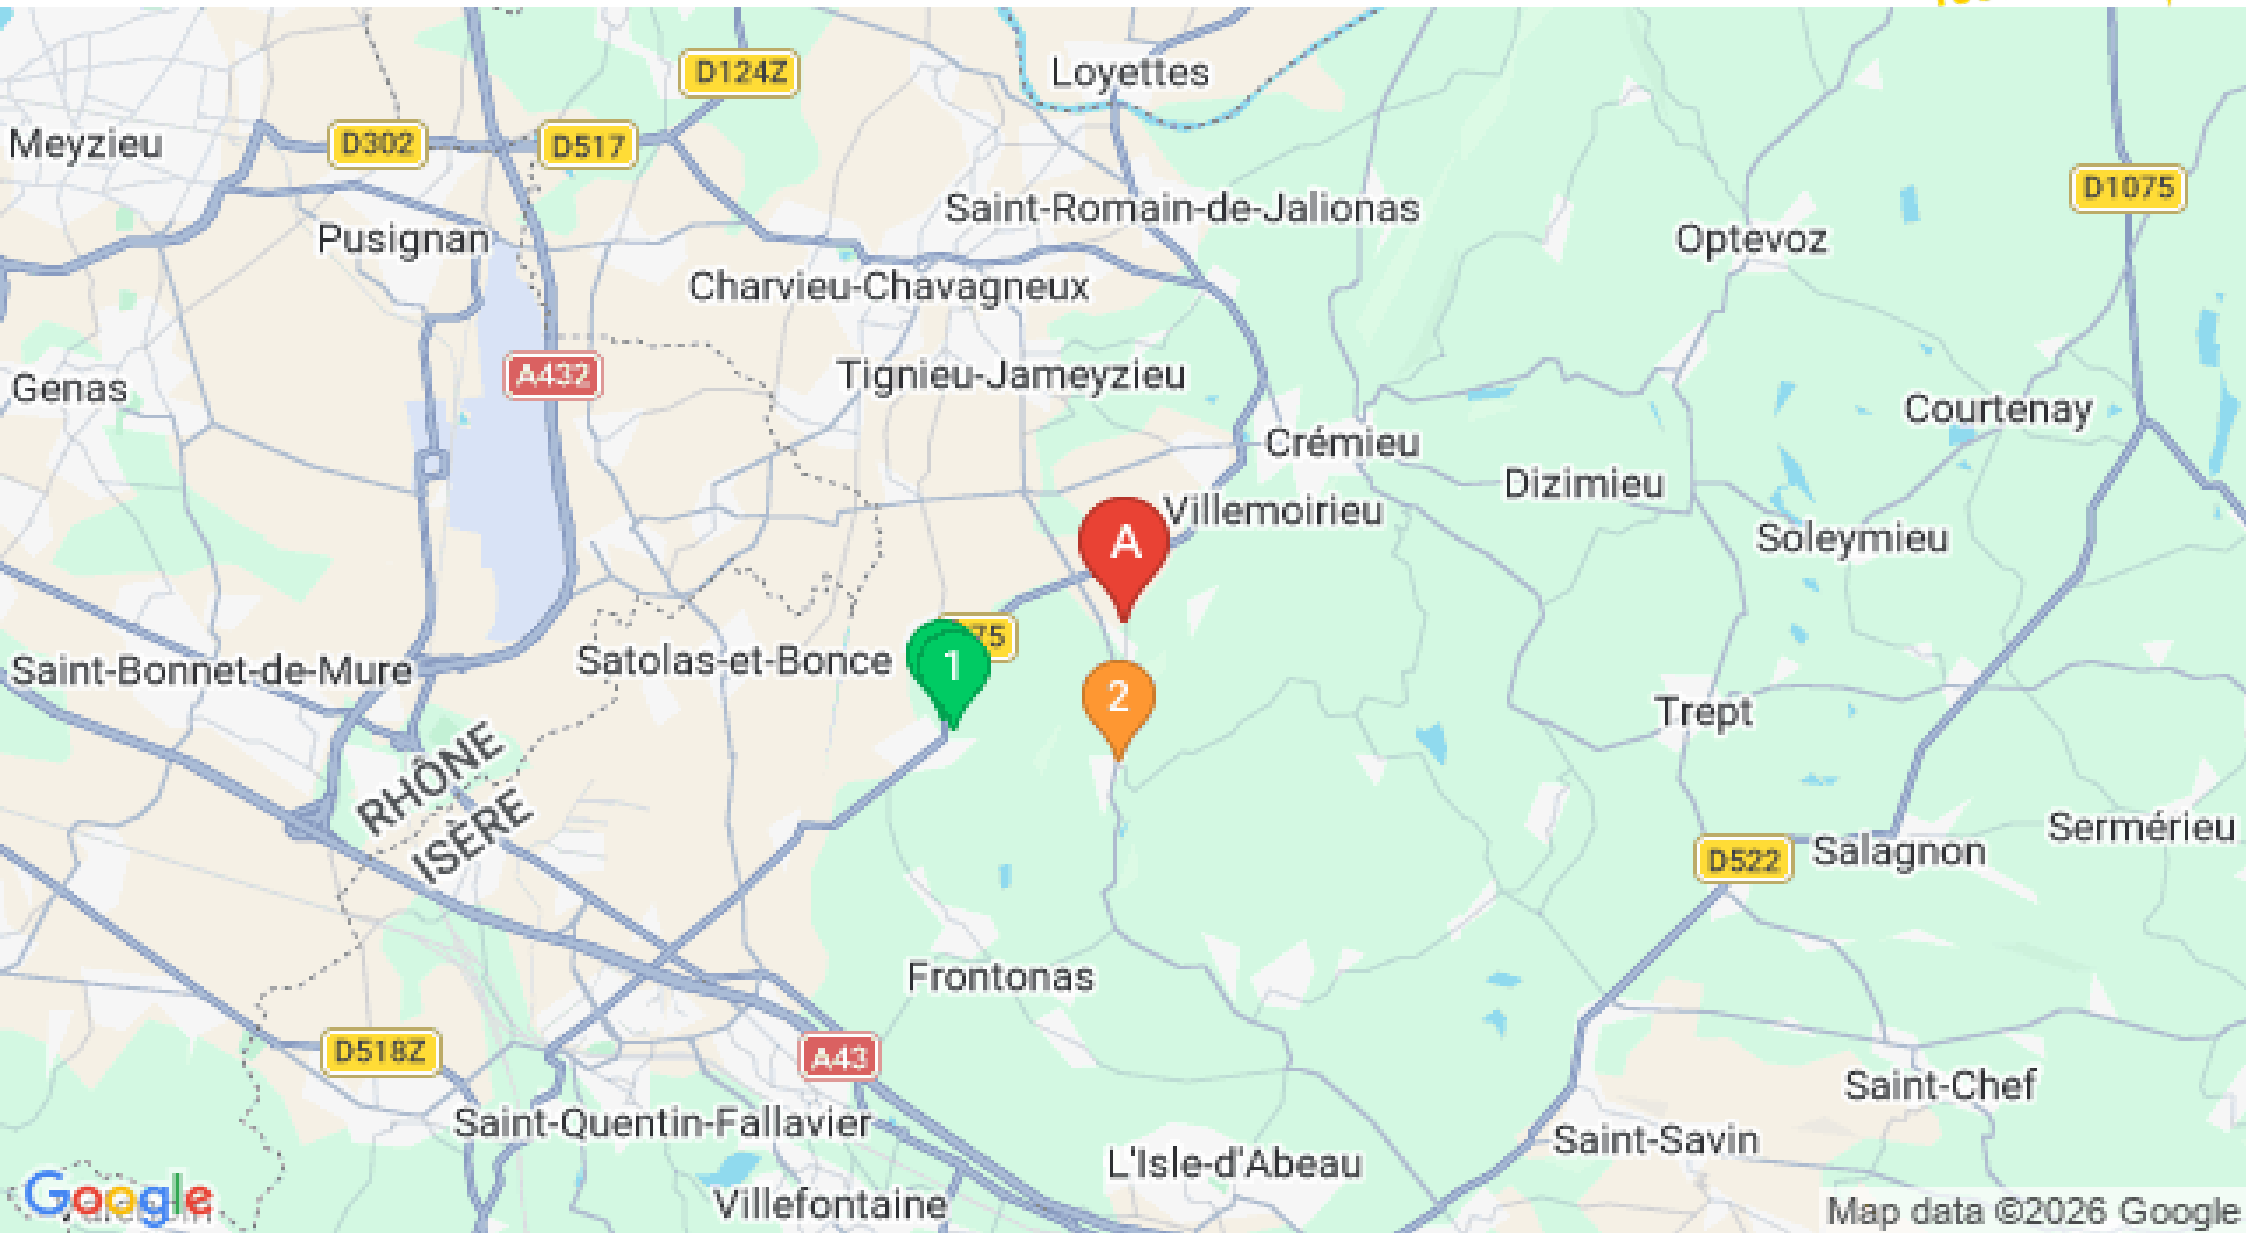 D124Z
Loyettes
Meyzieu
D302
D517
D1075
Saint-Romain-de-Jalionas
Pusignan
Optevoz
Charvieu-Chavagneux
A432
Tignieu-Jameyzieu
Genas
Courtenay
Crémieu
Dizimieu
Villemoirieu
A
Soleymieu
75
Satolas-et-Bonce
1
Saint-Bonnet-de-Mure
2
Trept
RHÔNE
ISÈRE
Sermérieu
D522
Salagnon
Frontonas
D518Z
A43
Saint-Chef
Saint-Quentin-Fallavier
Saint-Savin
L'Isle-d'Abeau
Villefontaine
Google
Map data ©2026 Google